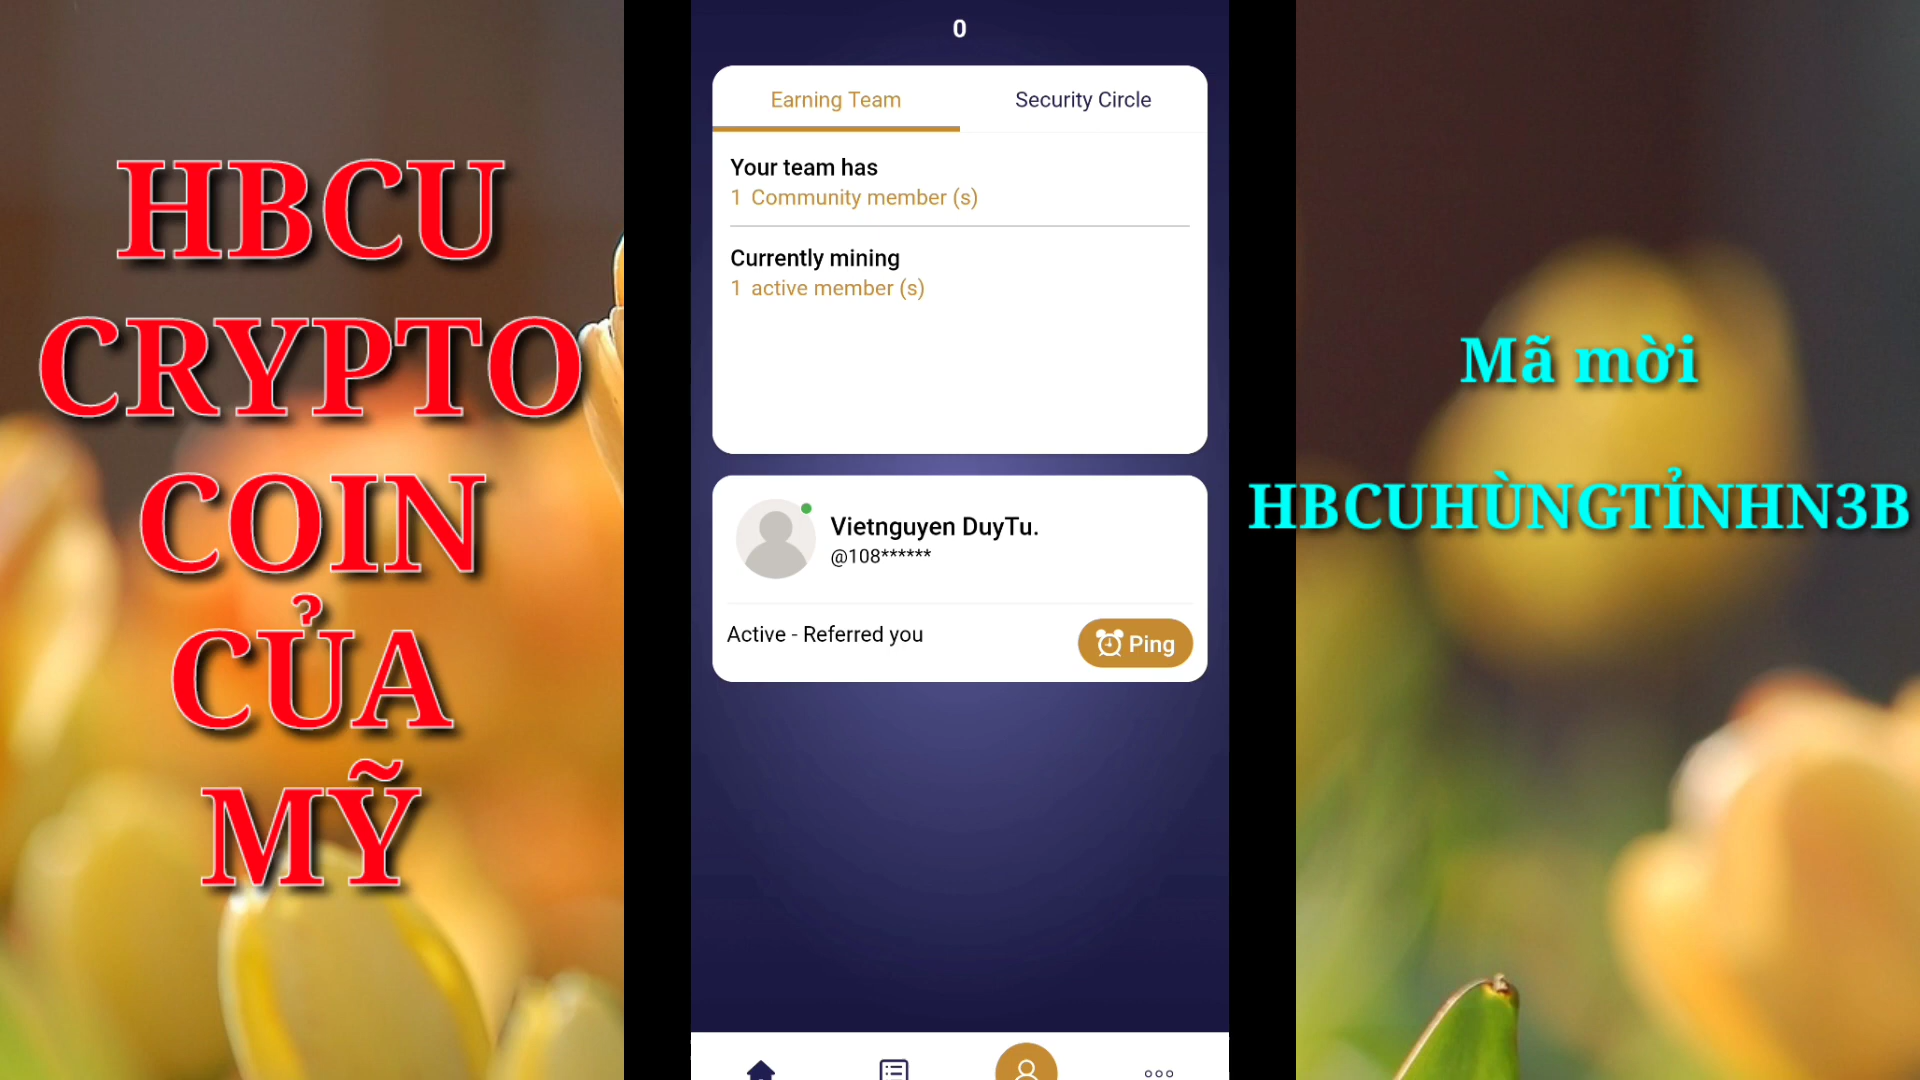 HBCU
CRYPTO
COIN
CỦA
MỸ
0
Earning Team
Security Circle
Your team has
1 Community member (s)
Currently mining
1 active member (s)
Vietnguyen DuyTu.
@108******
Active - Referred you
Ping
Mã mời
HBCUHÙNGTỈNHN3B